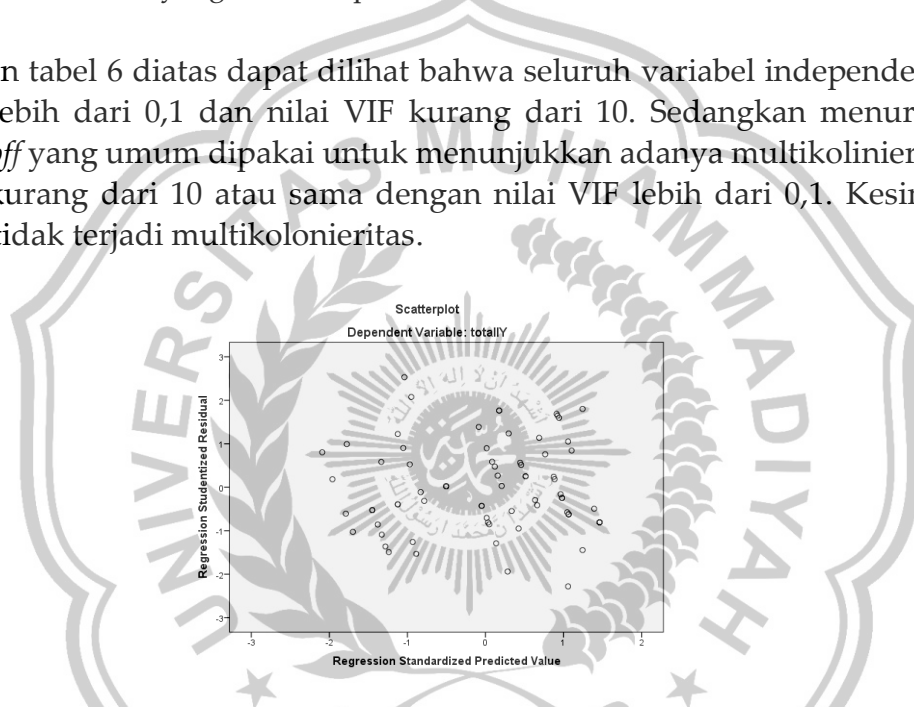 n tabel 6 diatas dapat dilihat bahwa seluruh variabel independe
ebih dari 0,1 dan nilai VIF kurang dari 10. Sedangkan menur
off yang umum dipakai untuk menunjukkan adanya multikolinier
kurang dari 10 atau sama dengan nilai VIF lebih dari 0,1. Kesin
tidak terjadi multikolonieritas.
UNIVERSITAS MUHAMMADIYAH
Scatterplot
Dependent Variable: totallY
Regression Studentized Residual
3
2
1
0
-1
-2
-3
-3 -2 -1 0 1 2
Regression Standardized Predicted Value